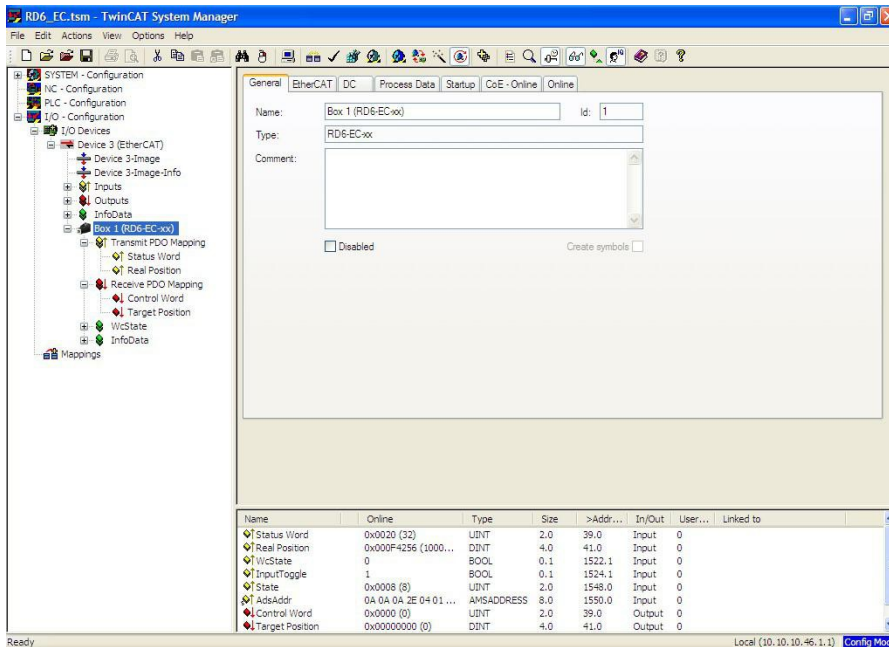 RD6_EC.tsm - TwinCAT System Manager
File Edit Actions View Options Help
SYSTEM - Configuration
NC - Configuration
PLC - Configuration
I/O - Configuration
I/O Devices
Device 3 (EtherCAT)
Device 3-Image
Device 3-Image-Info
Inputs
Outputs
InfoData
Box 1 (RD6-EC-xx)
Transmit PDO Mapping
Status Word
Real Position
Receive PDO Mapping
Control Word
Target Position
WcState
InfoData
Mappings
General EtherCAT DC Process Data Startup CoE - Online Online
Name: Box 1 (RD6-EC-xx) Id: 1
Type: RD6-EC-xx
Comment:
Disabled Create symbols
Name Online Type Size >Addr... In/Out User... Linked to
Status Word 0x0020 (32) UINT 2.0 39.0 Input 0
Real Position 0x000F4256 (1000... DINT 4.0 41.0 Input 0
WcState 0 BOOL 0.1 1522.1 Input 0
InputToggle 1 BOOL 0.1 1524.1 Input 0
State 0x0008 (8) UINT 2.0 1548.0 Input 0
AdsAddr 0A 0A 0A 2E 04 01 ... AMSADDRESS 8.0 1550.0 Input 0
Control Word 0x0000 (0) UINT 2.0 39.0 Output 0
Target Position 0x00000000 (0) DINT 4.0 41.0 Output 0
Ready Local (10.10.10.46.1.1) Config Mod